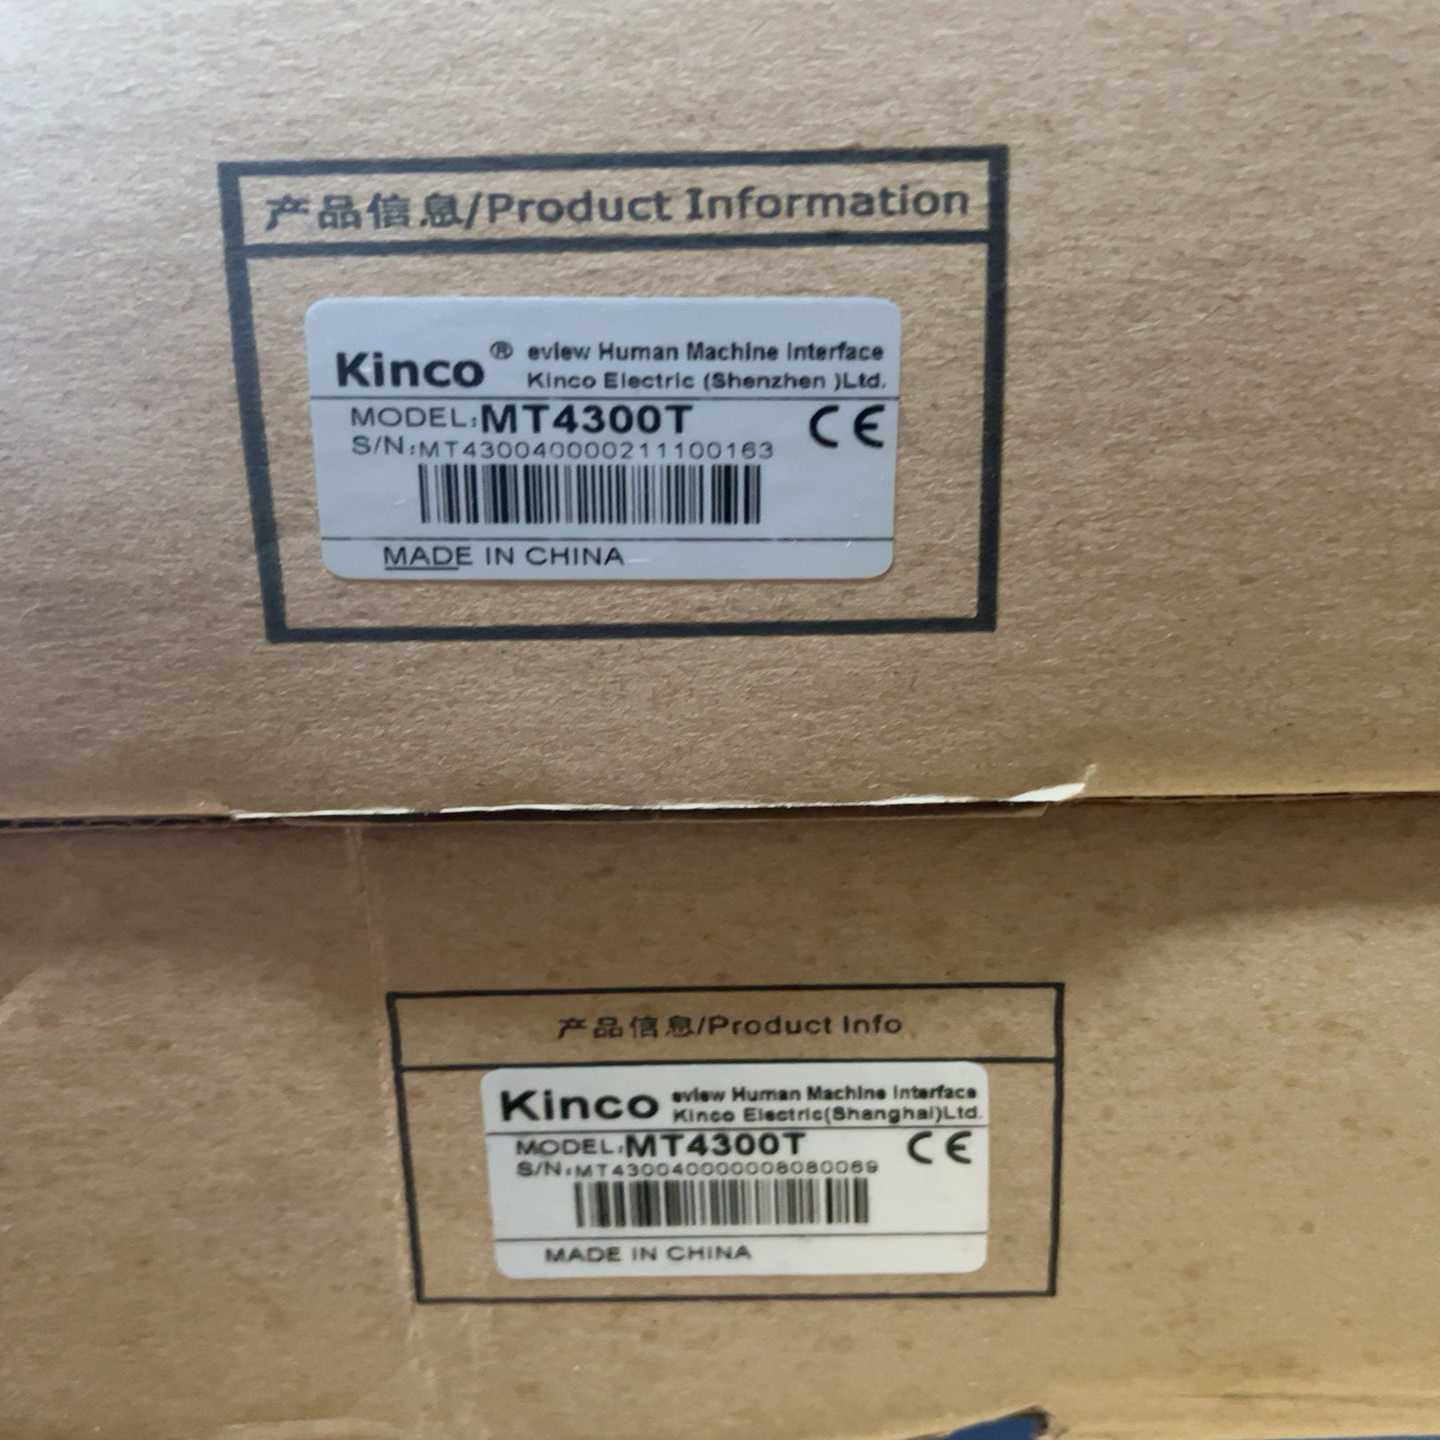 产品信息/Product Information
Kinco® eview Human Machine Interface
Kinco Electric (Shenzhen )Ltd.
MODEL:MT4300T CE
S/N:MT4300400000211100163
MADE IN CHINA
产品信息/Product Info
Kinco eview Human Machine Interface
Kinco Electric(Shanghai)Ltd.
MODEL:MT4300T CE
S/N:MT4300400000008080069
MADE IN CHINA